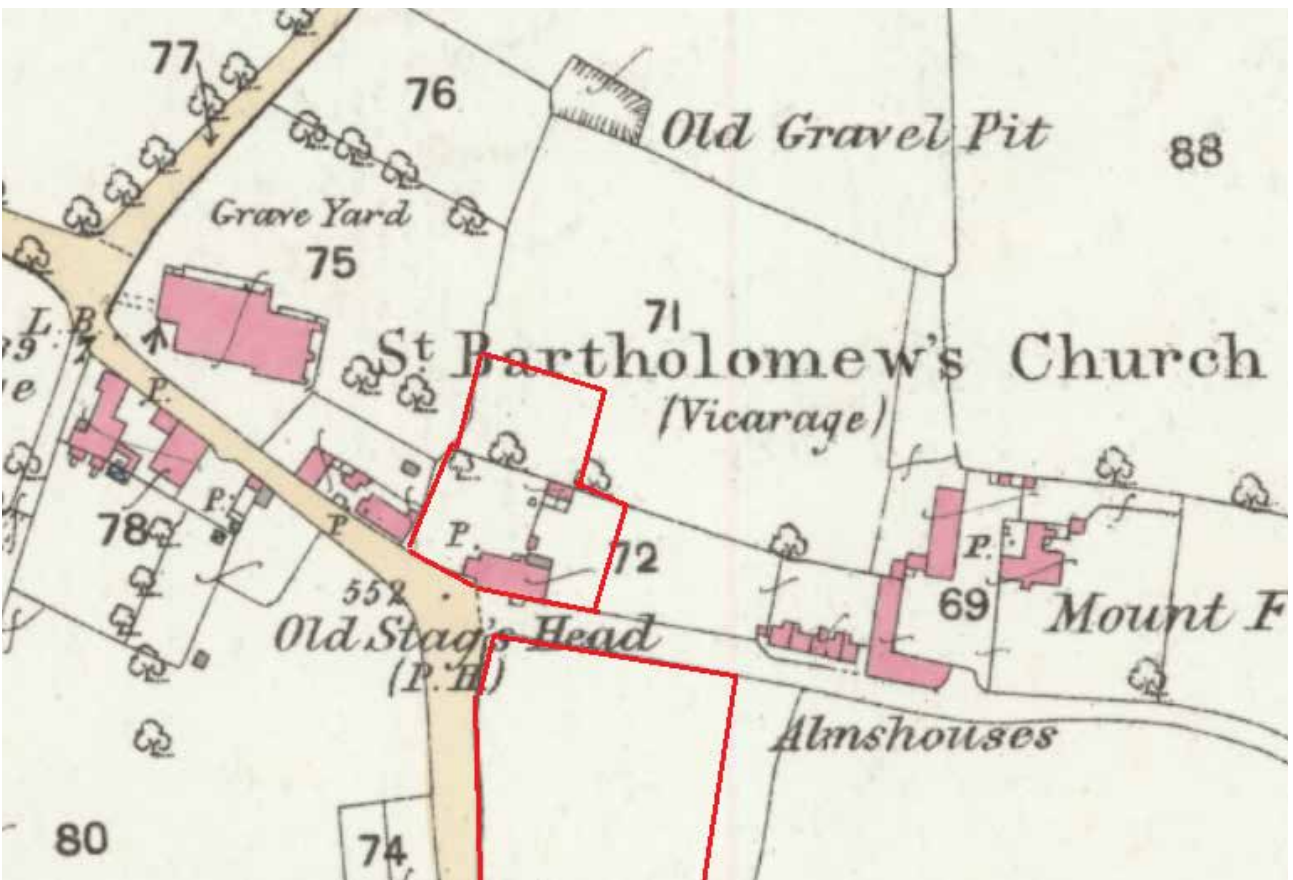 77
76
Old Gravel Pit
88
Grave Yard
75
71
L. B.
St Bartholomew's Church
(Vicarage)
e
P.
P.
78
P
P.
72
P.
69
552
Old Stag's Head
(P.H.)
Mount F
Almshouses
80
74